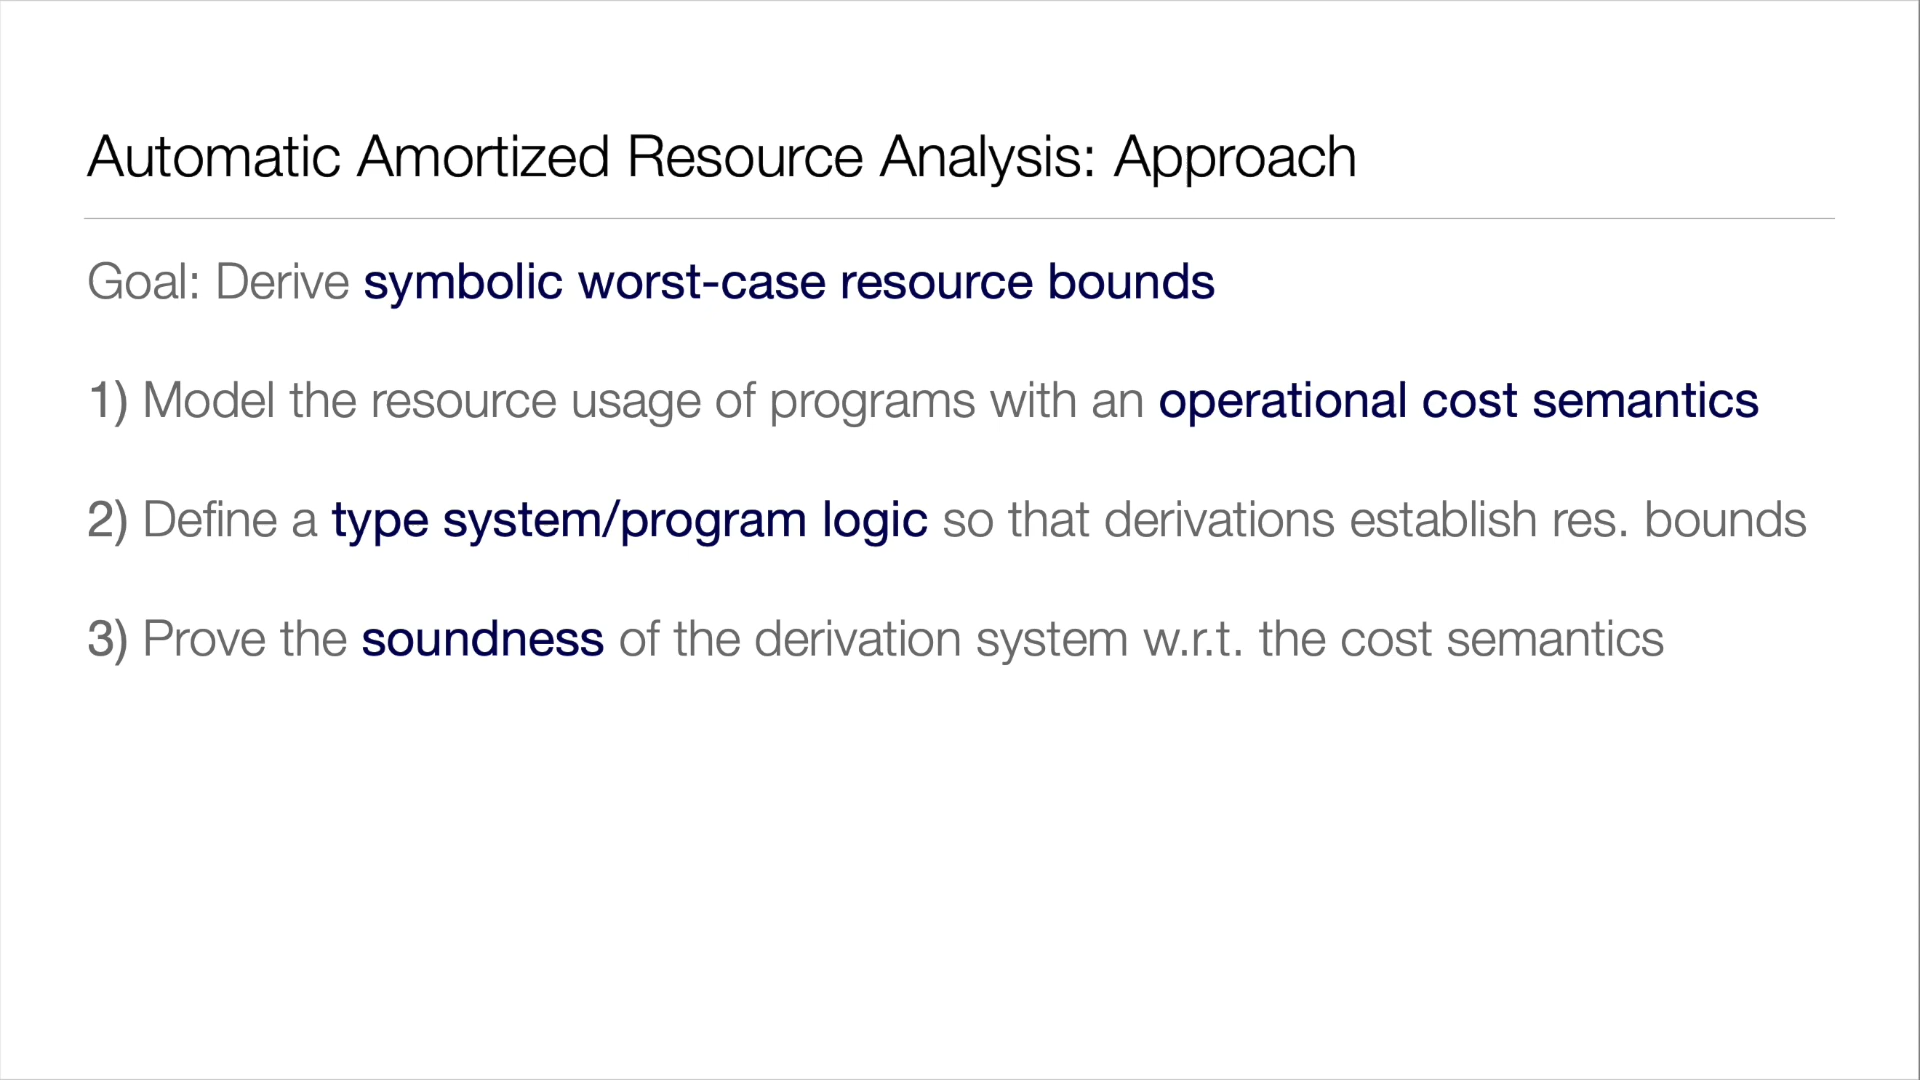 Automatic Amortized Resource Analysis: Approach
Goal: Derive symbolic worst-case resource bounds
1) Model the resource usage of programs with an operational cost semantics
2) Define a type system/program logic so that derivations establish res. bounds
3) Prove the soundness of the derivation system w.r.t. the cost semantics